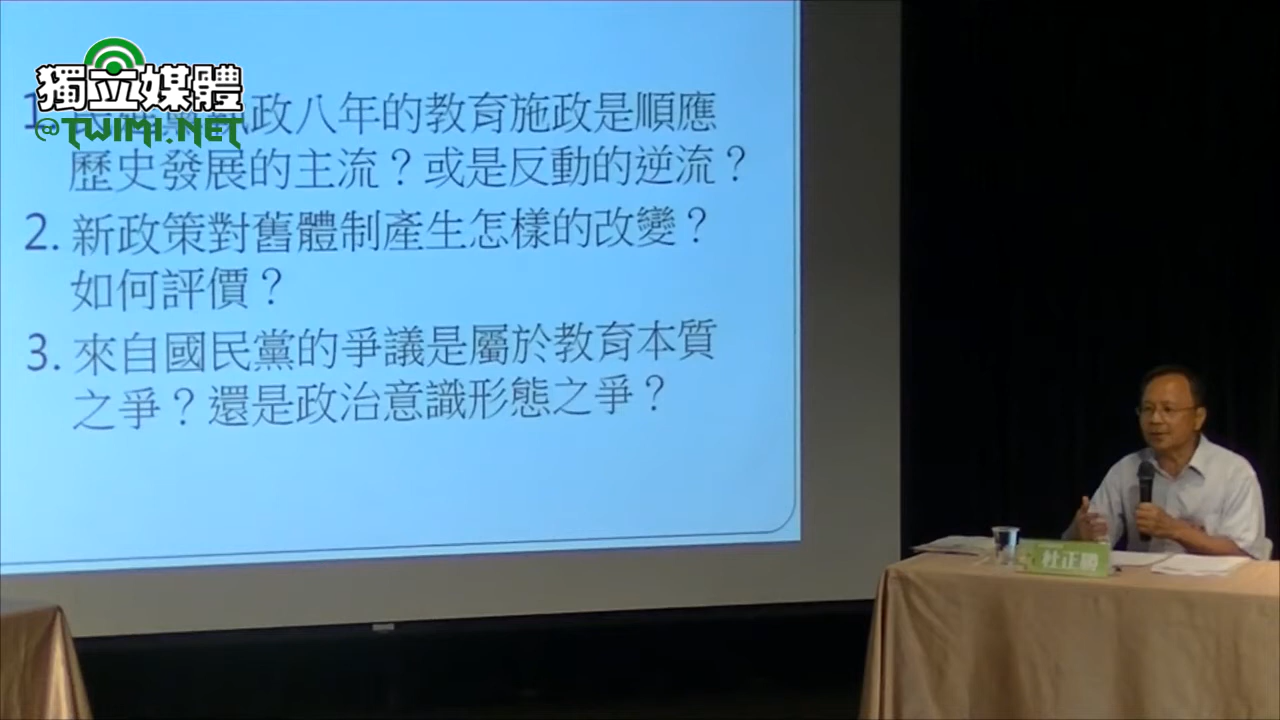 獨立媒體
@TWIMI.NET
政八年的教育施政是順應
歷史發展的主流？或是反動的逆流？
2. 新政策對舊體制產生怎樣的改變？
如何評價？
3. 來自國民黨的爭議是屬於教育本質
之爭？還是政治意識形態之爭？
杜正勝